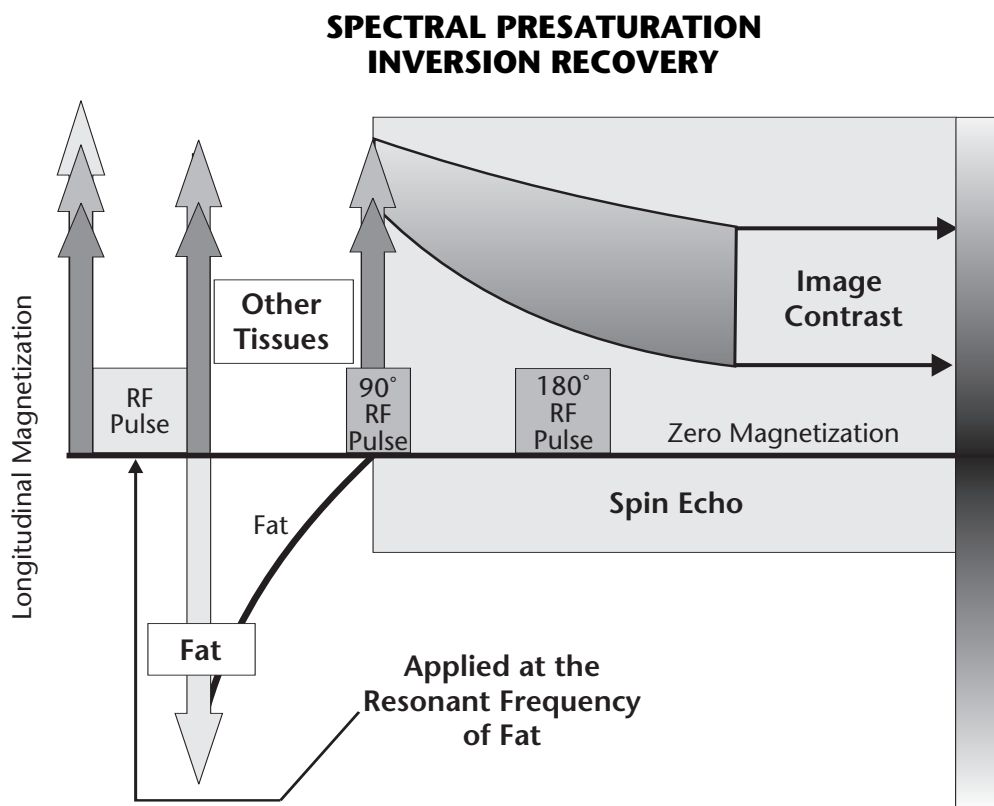 SPECTRAL PRESATURATION
INVERSION RECOVERY
Longitudinal Magnetization
Other
Tissues
Image
Contrast
RF
Pulse
90°
RF
Pulse
180°
RF
Pulse
Zero Magnetization
Spin Echo
Fat
Fat
Applied at the
Resonant Frequency
of Fat